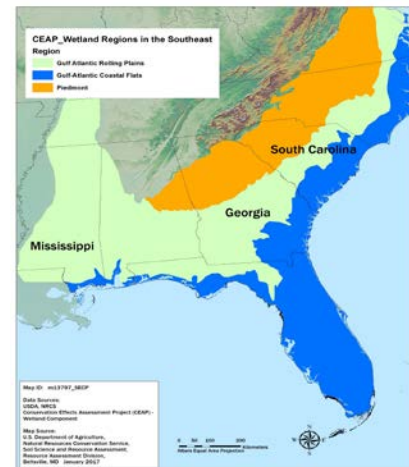 CEAP_Wetland Regions in the Southeast
Region
Gulf Atlantic Rolling Plains
Gulf-Atlantic Coastal Flats
Piedmont
South Carolina
Georgia
Mississippi
Map ID: m13787_SECP
Data Sources:
USDA, NRCS
Conservation Effects Assessment Project (CEAP) -
Wetland Component
Map Source:
U.S. Department of Agriculture,
Natural Resources Conservation Service,
Soil Science and Resource Assessment,
Resource Assessment Division,
Beltsville, MD January 2017
0 50 100 200
Kilometers
Albers Equal Area Projection